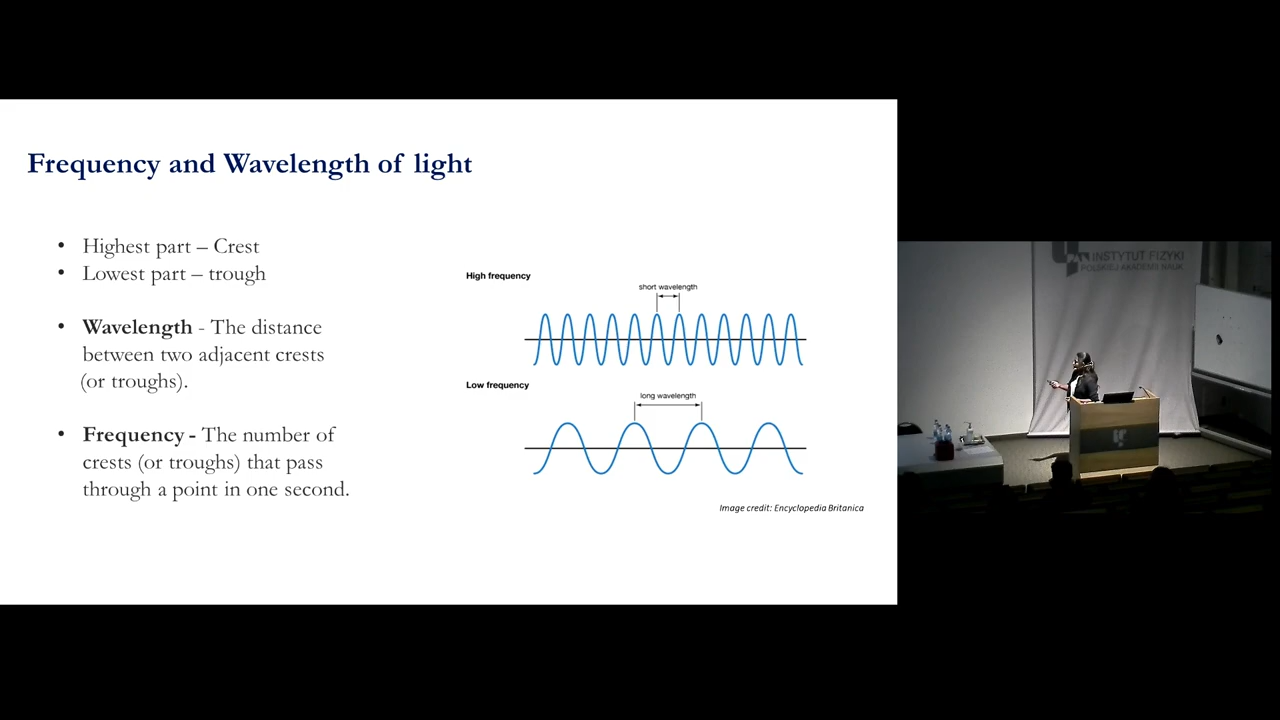 Frequency and Wavelength of light
• Highest part – Crest
• Lowest part – trough
• Wavelength - The distance
between two adjacent crests
(or troughs).
• Frequency - The number of
crests (or troughs) that pass
through a point in one second.
High frequency
short wavelength
Low frequency
long wavelength
Image credit: Encyclopedia Britanica
INSTYTUT FIZYKI
POLSKIEJ AKADEMII NAUK